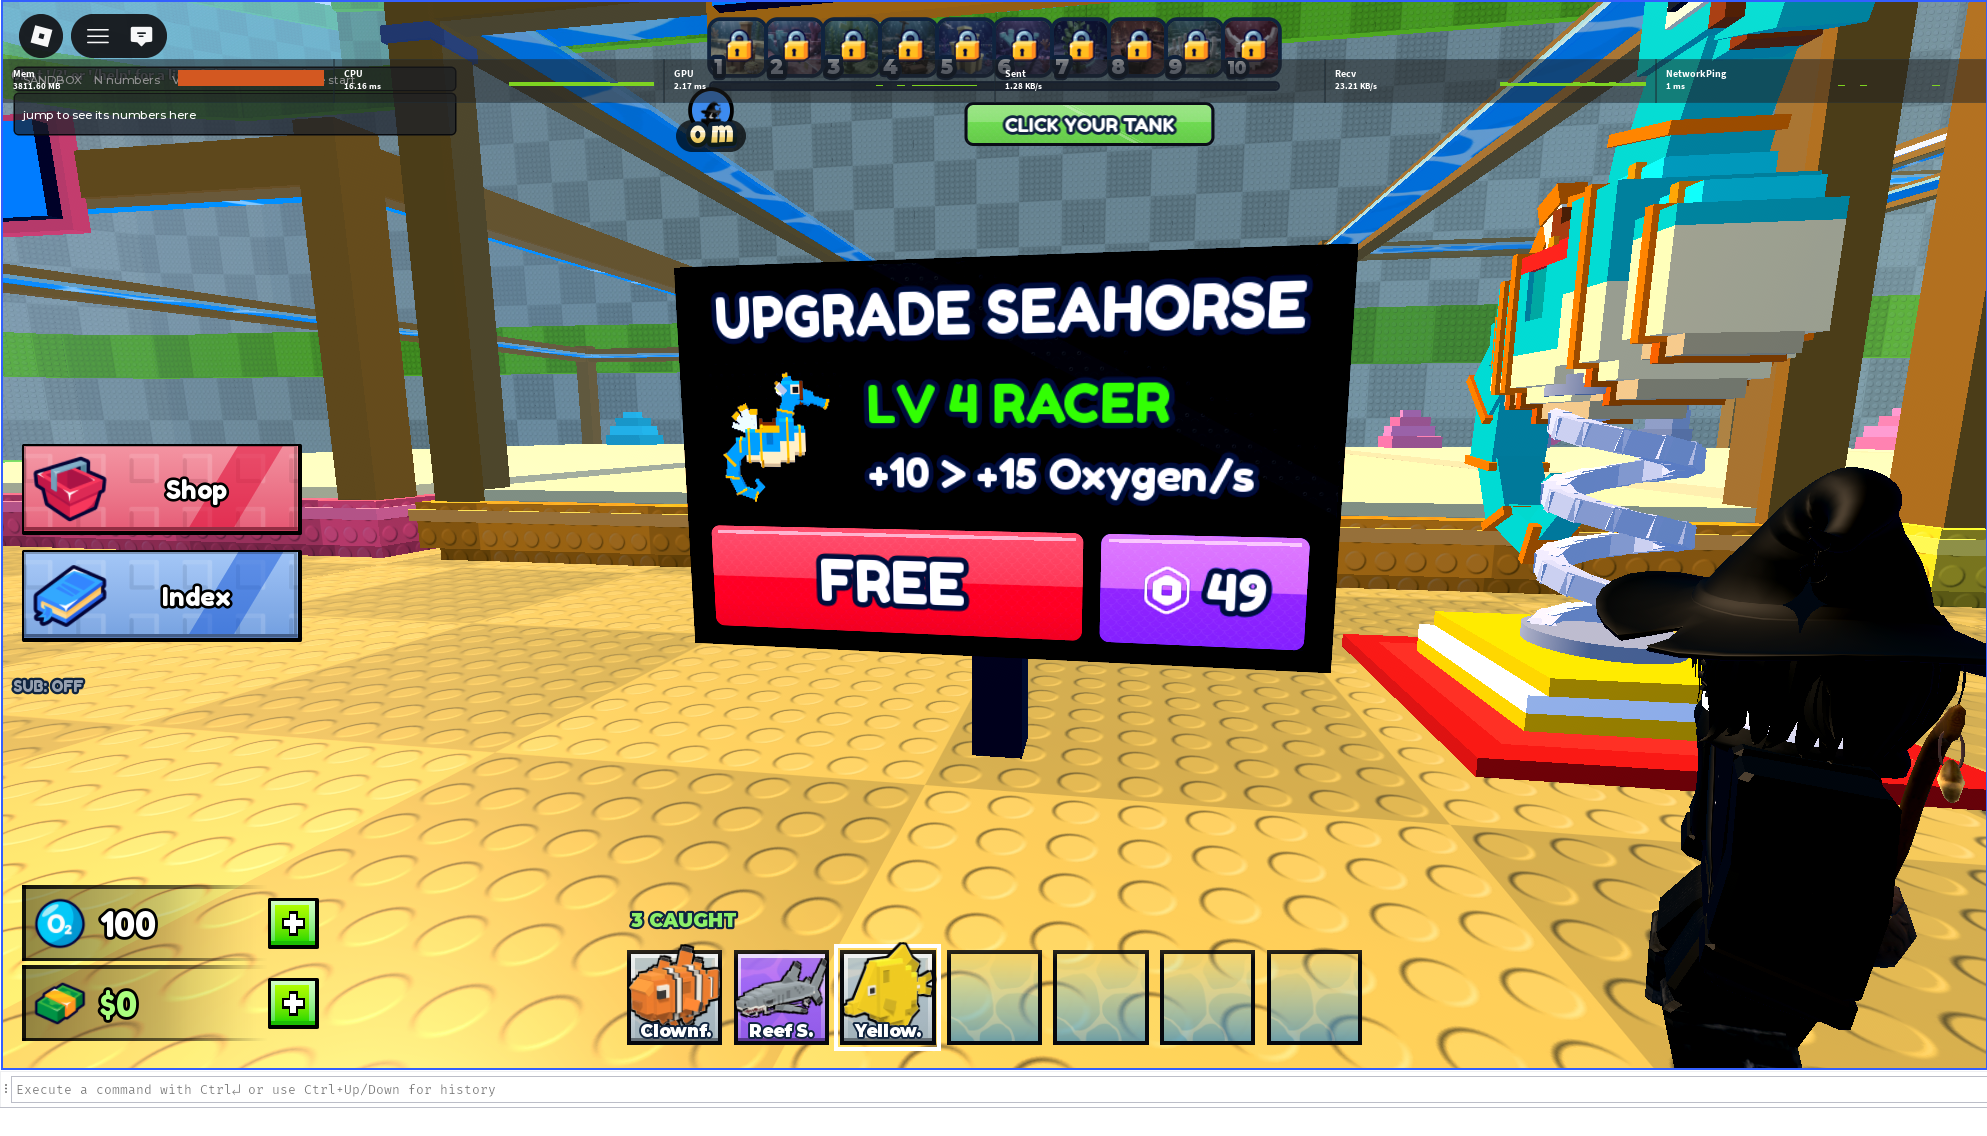 1 2 3 4 5 6 7 8 9 10
Mem
3811.60 MB
CPU
16.16 ms
GPU
2.17 ms
Sent
1.28 KB/s
Recv
23.21 KB/s
NetworkPing
1 ms
SANDBOX N numbers
start
jump to see its numbers here
0 m
CLICK YOUR TANK
UPGRADE SEAHORSE
LV 4 RACER
+10 > +15 Oxygen/s
FREE
49
Shop
Index
SUB: OFF
O2 100
$0
3 CAUGHT
Clownf.
Reef S.
Yellow.
Execute a command with Ctrl↵ or use Ctrl+Up/Down for history